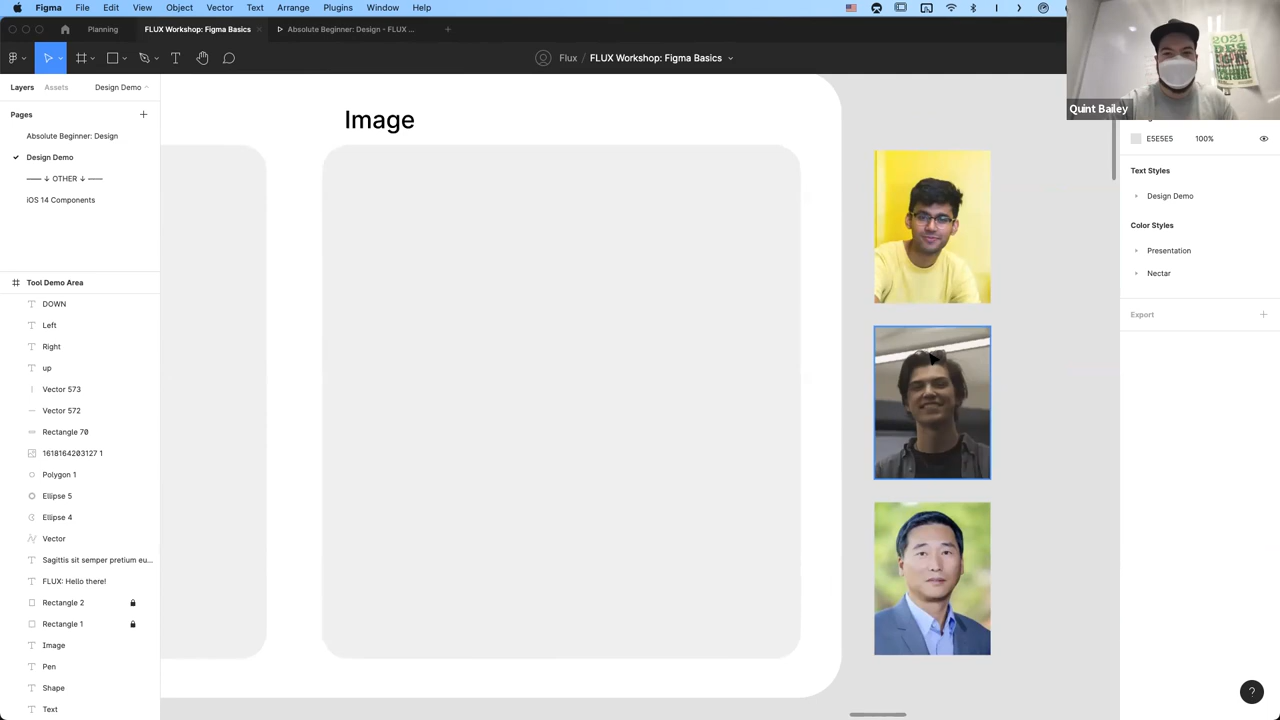 Object Vector Text Arrange Plugins Window Help
Planning
FLUX Workshop: Figma Basics
Absolute Beginner: Design - FLUX ...
Flux / FLUX Workshop: Figma Basics
Layers Assets Design Demo
Pages
Absolute Beginner: Design
Design Demo
—— ↓ OTHER ↓ ——
iOS 14 Components
Tool Demo Area
DOWN
Left
Right
up
Vector 573
Vector 572
Rectangle 70
1618164203127 1
Polygon 1
Ellipse 5
Ellipse 4
Vector
Sagittis sit semper pretium eu...
FLUX: Hello there!
Rectangle 2
Rectangle 1
Image
Pen
Shape
Text
Image
2021
Quint Bailey
E5E5E5 100%
Text Styles
Design Demo
Color Styles
Presentation
Nectar
Export
?